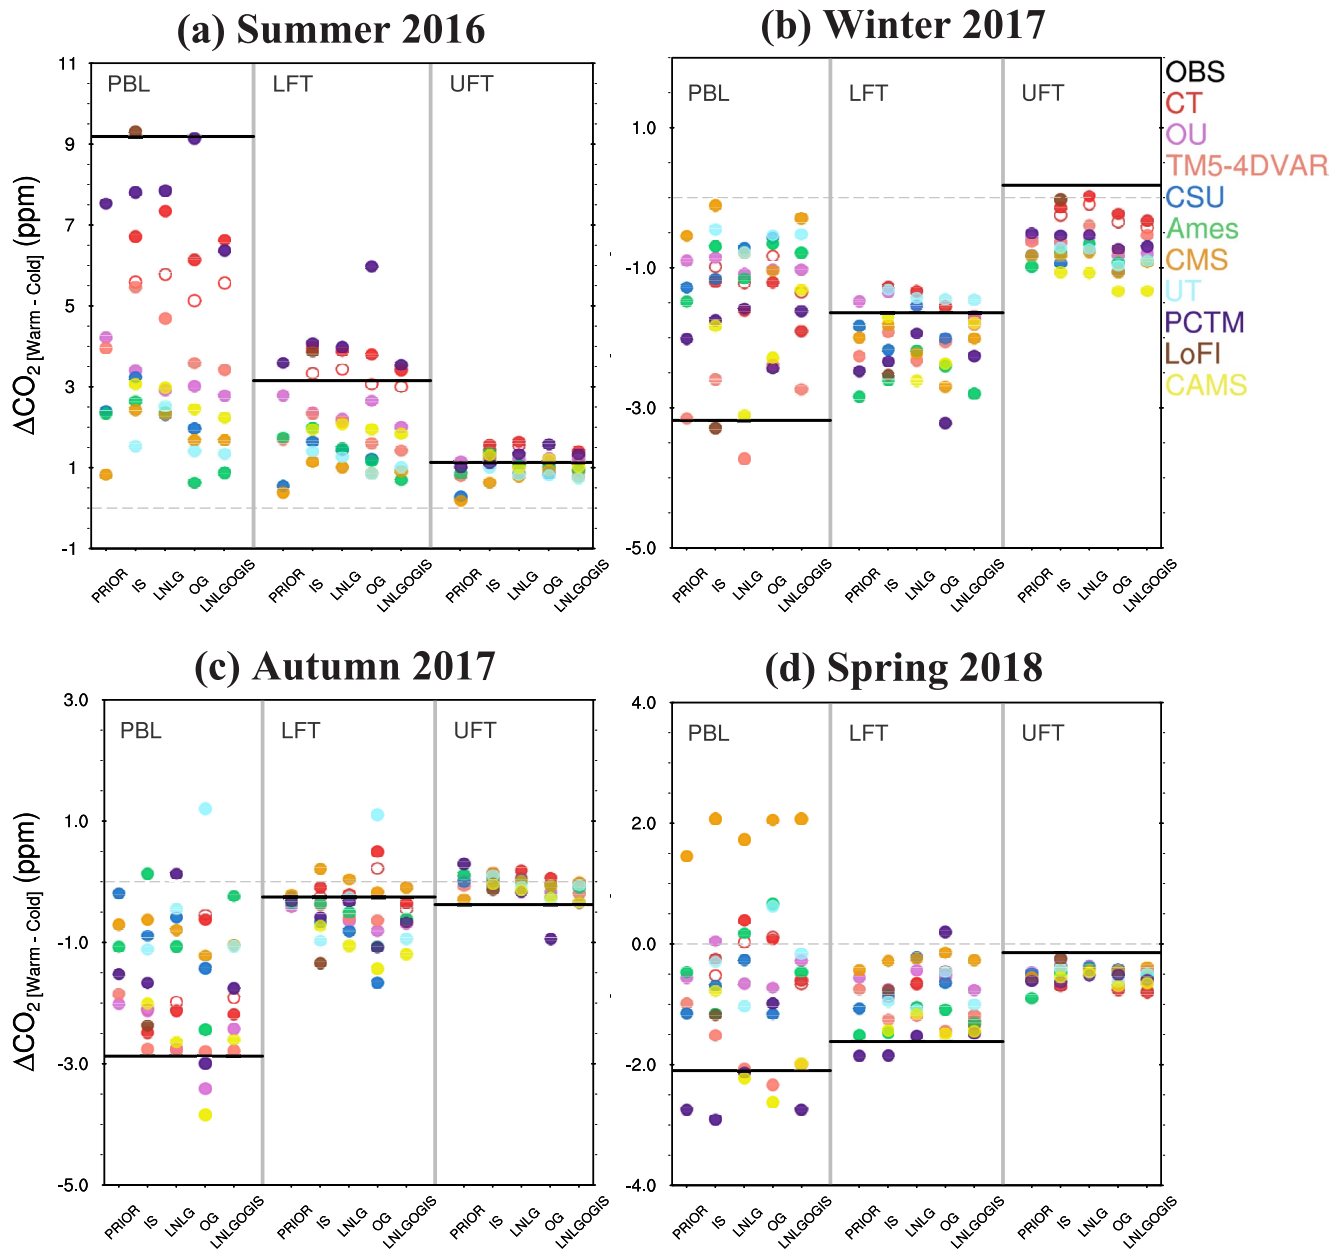 (a) Summer 2016
(b) Winter 2017
11
9
7
5
3
1
-1
ΔCO2 [Warm - Cold] (ppm)
PBL
LFT
UFT
PRIOR
IS
LNLG
OG
LNLGOGIS
PRIOR
IS
LNLG
OG
LNLGOGIS
PRIOR
IS
LNLG
OG
LNLGOGIS
1.0
-1.0
-3.0
-5.0
PBL
LFT
UFT
PRIOR
IS
LNLG
OG
LNLGOGIS
PRIOR
IS
LNLG
OG
LNLGOGIS
PRIOR
IS
LNLG
OG
LNLGOGIS
OBS
CT
OU
TM5-4DVAR
CSU
Ames
CMS
UT
PCTM
LoFI
CAMS
(c) Autumn 2017
(d) Spring 2018
3.0
1.0
-1.0
-3.0
-5.0
ΔCO2 [Warm - Cold] (ppm)
PBL
LFT
UFT
PRIOR
IS
LNLG
OG
LNLGOGIS
PRIOR
IS
LNLG
OG
LNLGOGIS
PRIOR
IS
LNLG
OG
LNLGOGIS
4.0
2.0
0.0
-2.0
-4.0
PBL
LFT
UFT
PRIOR
IS
LNLG
OG
LNLGOGIS
PRIOR
IS
LNLG
OG
LNLGOGIS
PRIOR
IS
LNLG
OG
LNLGOGIS